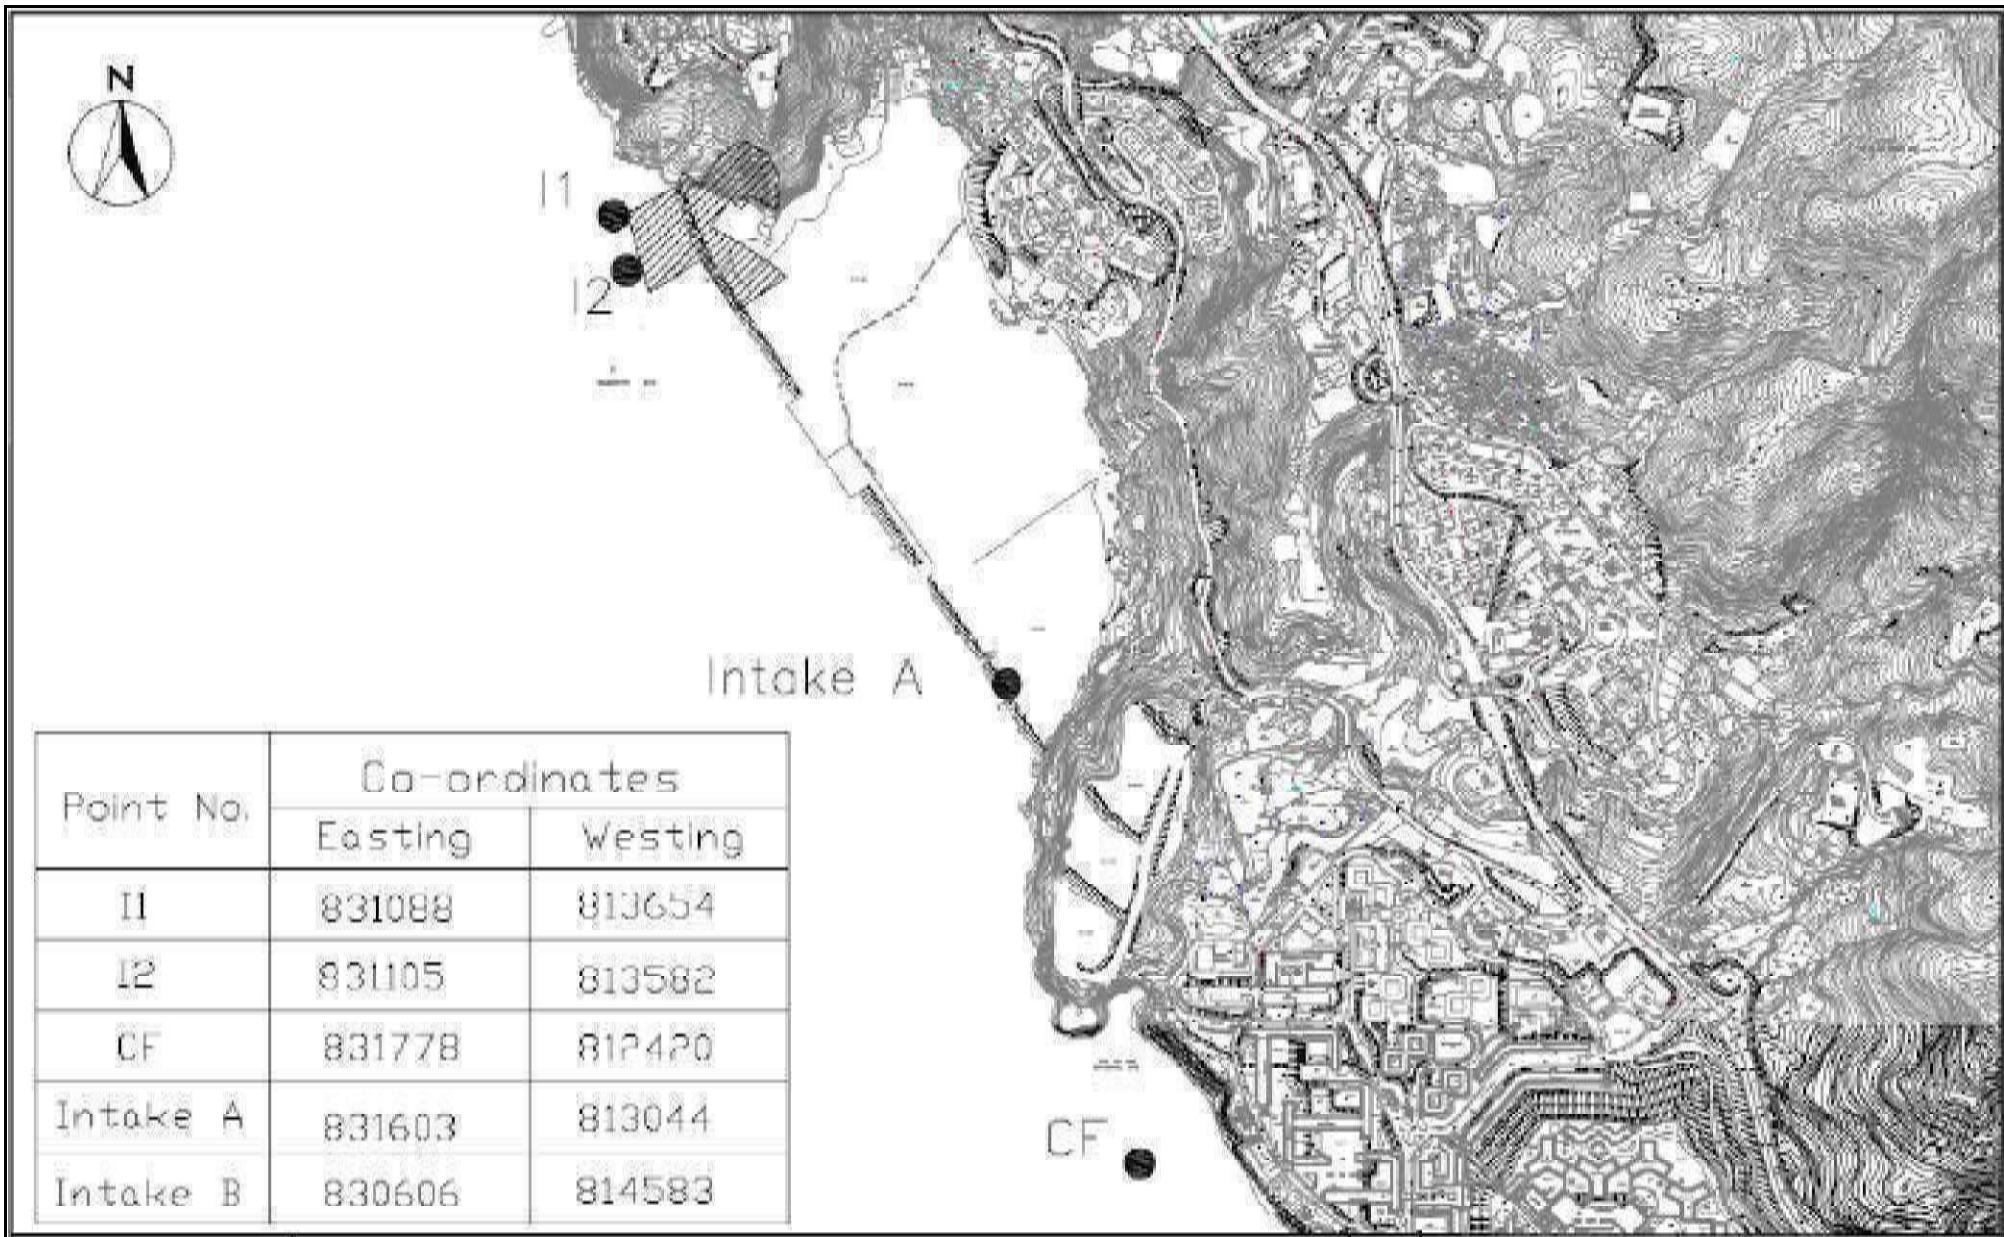 N
I1
I2
Intake A
Point No. Co-ordinates
Easting Westing
I1 831088 813654
I2 831105 813582
CF 831778 812420
Intake A 831603 813044
Intake B 830606 814583
CF